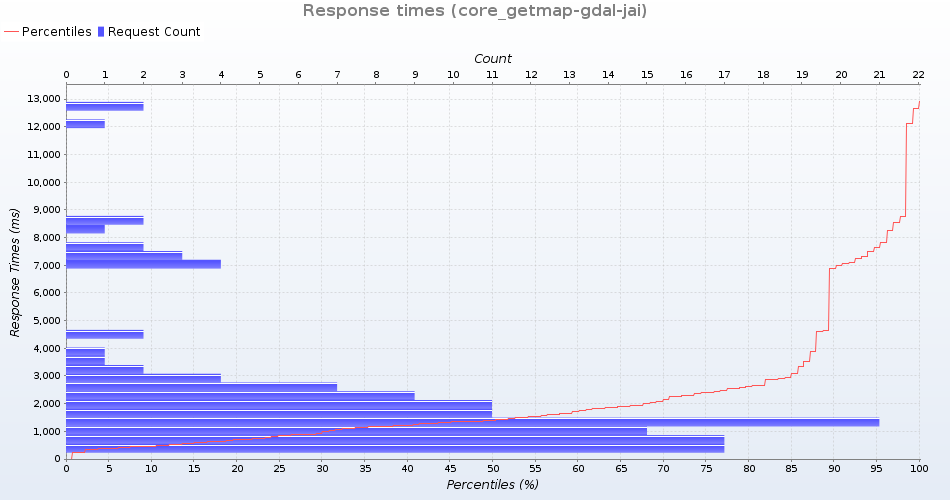 Response times (core_getmap-gdal-jai)
Percentiles Request Count
Count
0 1 2 3 4 5 6 7 8 9 10 11 12 13 14 15 16 17 18 19 20 21 22
13,000
12,000
11,000
10,000
9,000
8,000
7,000
6,000
5,000
4,000
3,000
2,000
1,000
0
Response Times (ms)
0 5 10 15 20 25 30 35 40 45 50 55 60 65 70 75 80 85 90 95 100
Percentiles (%)